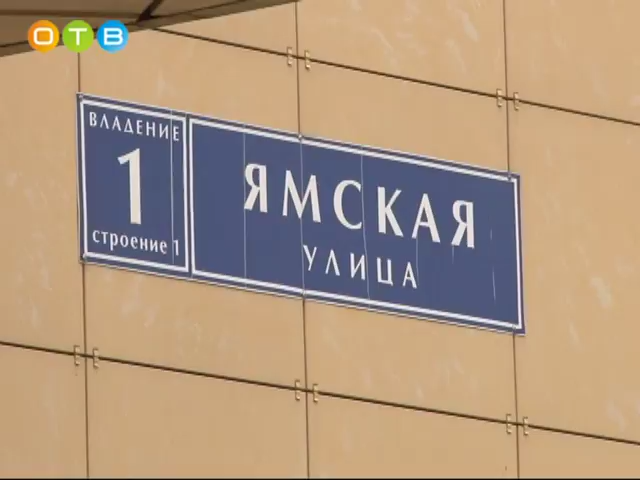 ОТВ
ВЛАДЕНИЕ
1
строение 1
ЯМСКАЯ
УЛИЦА